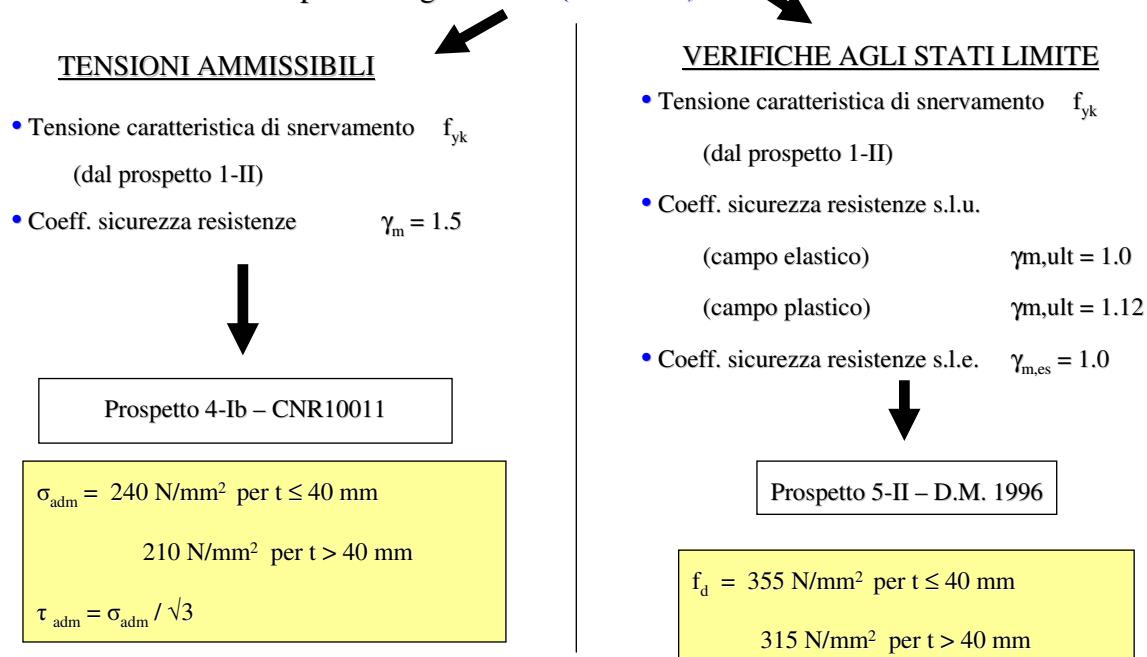 TENSIONI AMMISSIBILI
• Tensione caratteristica di snervamento f_yk
(dal prospetto 1-II)
• Coeff. sicurezza resistenze γ_m = 1.5
Prospetto 4-Ib – CNR10011
σ_adm = 240 N/mm² per t ≤ 40 mm
210 N/mm² per t > 40 mm
τ_adm = σ_adm / √3
VERIFICHE AGLI STATI LIMITE
• Tensione caratteristica di snervamento f_yk
(dal prospetto 1-II)
• Coeff. sicurezza resistenze s.l.u.
(campo elastico) γm,ult = 1.0
(campo plastico) γm,ult = 1.12
• Coeff. sicurezza resistenze s.l.e. γ_m,es = 1.0
Prospetto 5-II – D.M. 1996
f_d = 355 N/mm² per t ≤ 40 mm
315 N/mm² per t > 40 mm